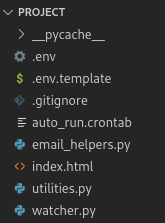 PROJECT
__pycache__
.env
.env.template
.gitignore
auto_run.crontab
email_helpers.py
index.html
utilities.py
watcher.py